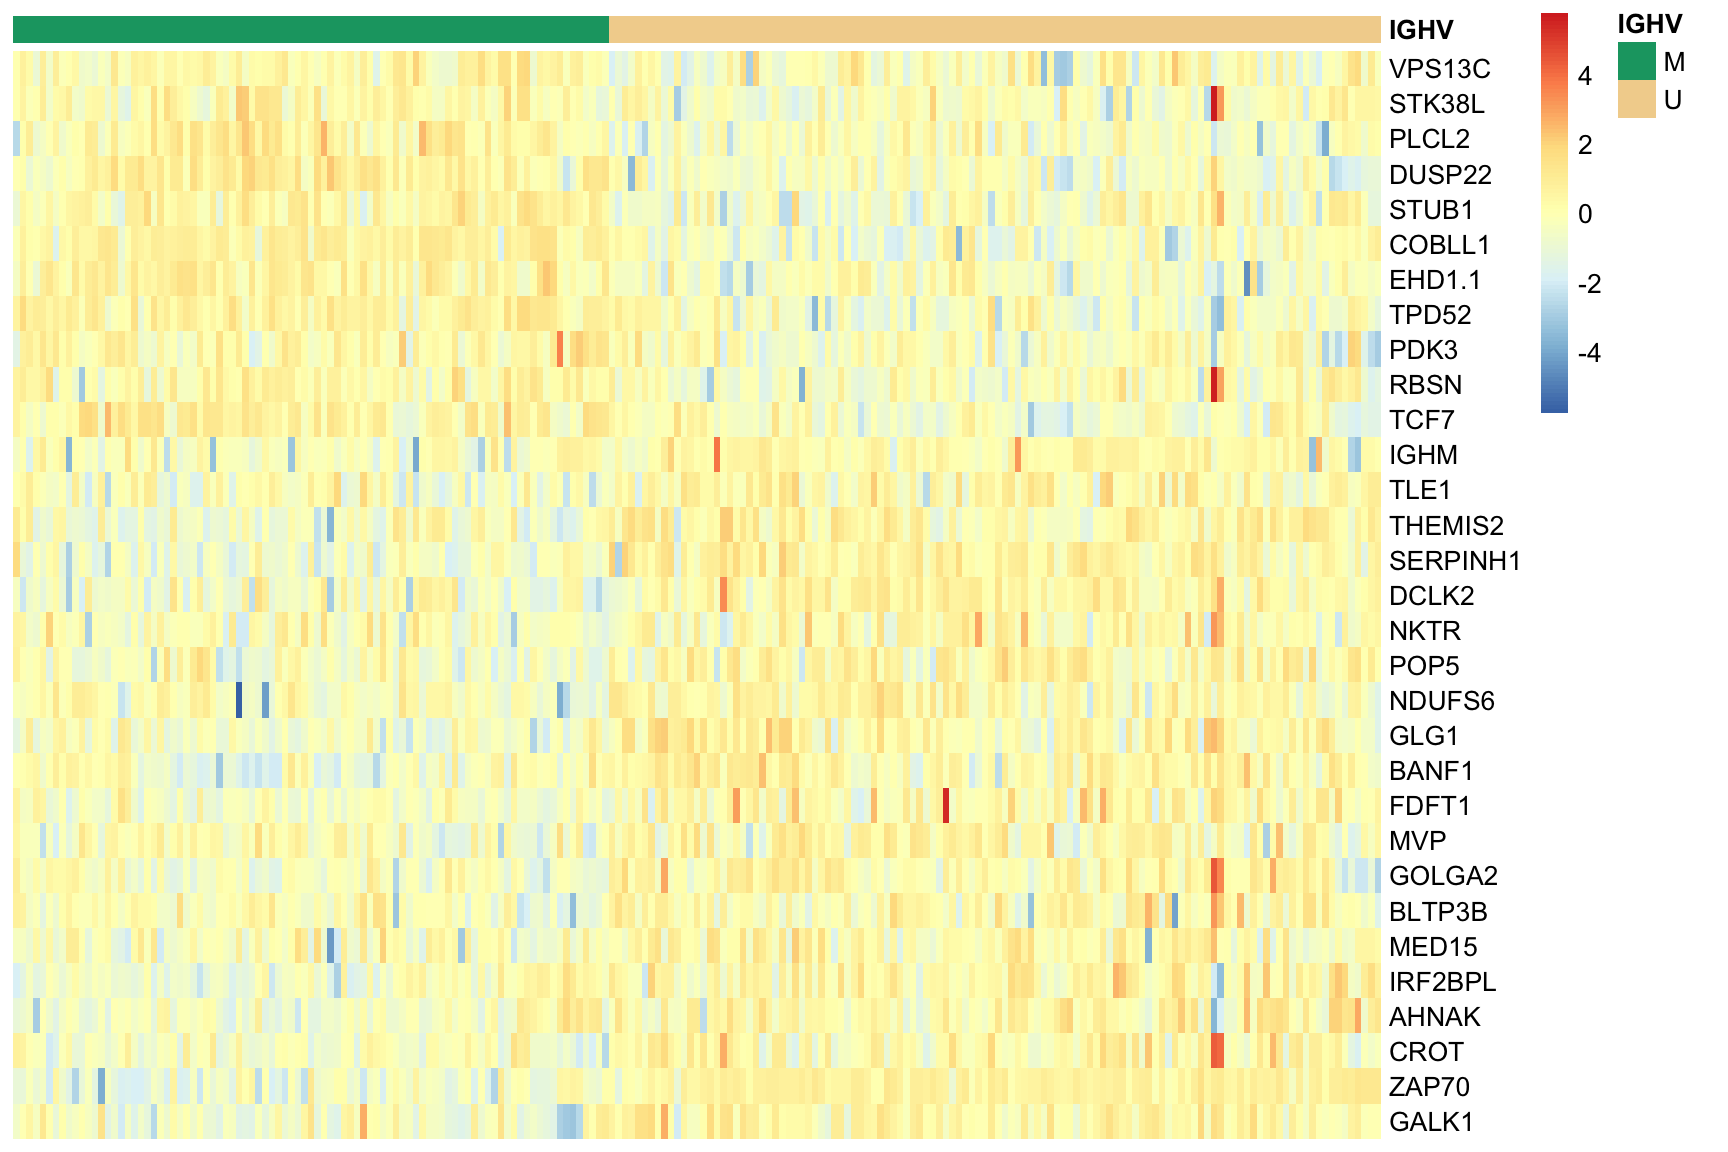 IGHV
VPS13C
STK38L
PLCL2
DUSP22
STUB1
COBLL1
EHD1.1
TPD52
PDK3
RBSN
TCF7
IGHM
TLE1
THEMIS2
SERPINH1
DCLK2
NKTR
POP5
NDUFS6
GLG1
BANF1
FDFT1
MVP
GOLGA2
BLTP3B
MED15
IRF2BPL
AHNAK
CROT
ZAP70
GALK1
4
2
0
-2
-4
IGHV
M
U